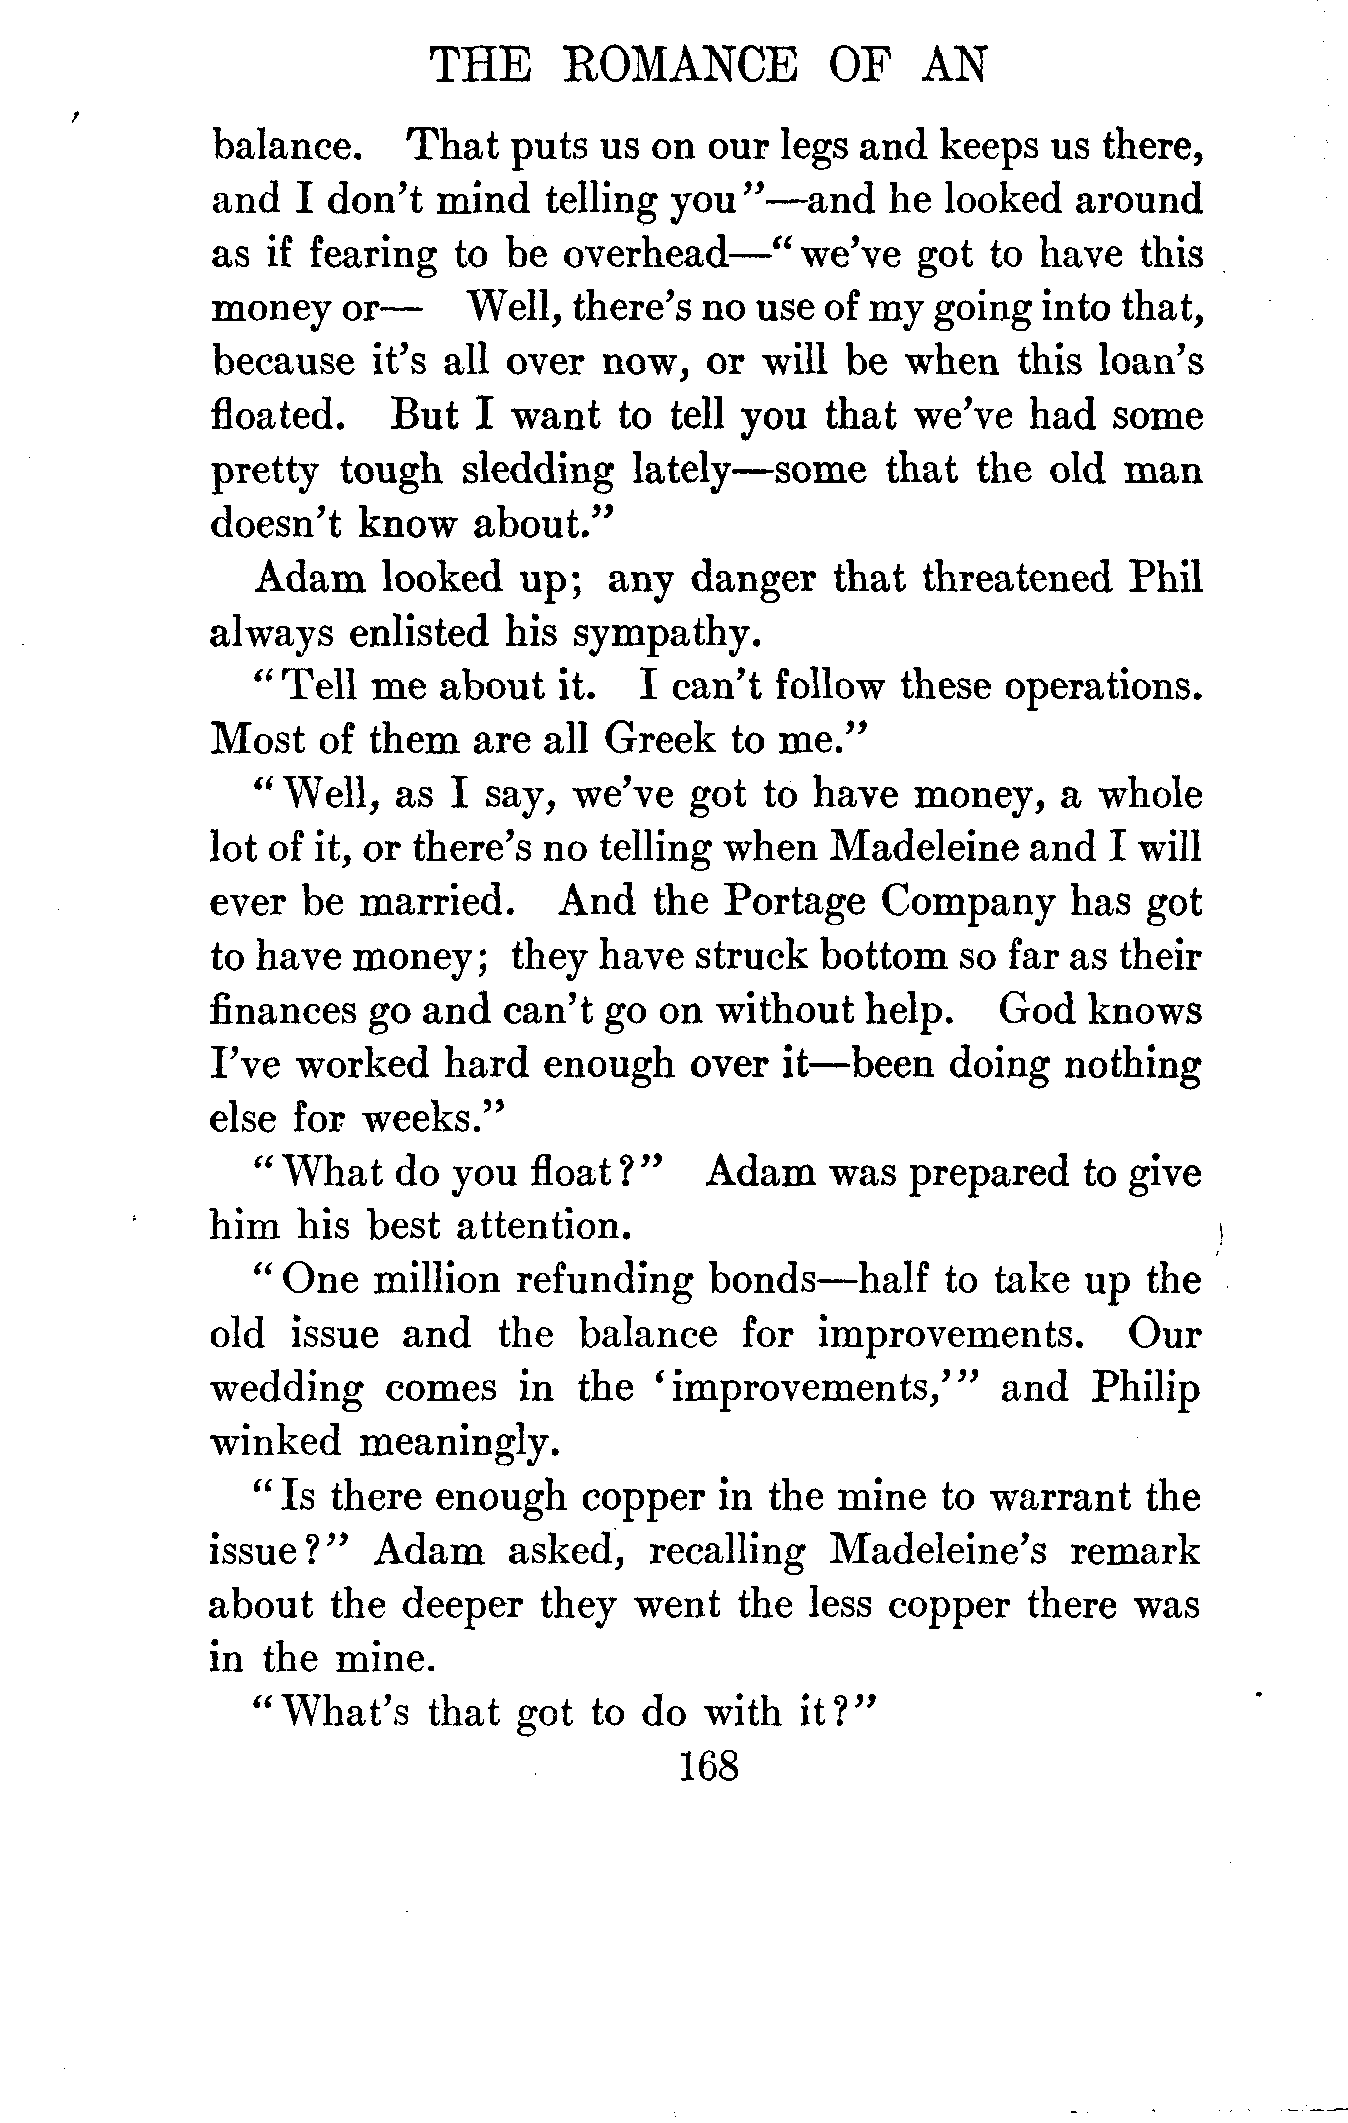 THE ROMANCE OF AN
balance. That puts us on our legs and keeps us there,
and I don't mind telling you"—and he looked around
as if fearing to be overhead—"we've got to have this
money or— Well, there's no use of my going into that,
because it's all over now, or will be when this loan's
floated. But I want to tell you that we've had some
pretty tough sledding lately—some that the old man
doesn't know about."
Adam looked up; any danger that threatened Phil
always enlisted his sympathy.
"Tell me about it. I can't follow these operations.
Most of them are all Greek to me."
"Well, as I say, we've got to have money, a whole
lot of it, or there's no telling when Madeleine and I will
ever be married. And the Portage Company has got
to have money; they have struck bottom so far as their
finances go and can't go on without help. God knows
I've worked hard enough over it—been doing nothing
else for weeks."
"What do you float?" Adam was prepared to give
him his best attention.
"One million refunding bonds—half to take up the
old issue and the balance for improvements. Our
wedding comes in the 'improvements,'" and Philip
winked meaningly.
"Is there enough copper in the mine to warrant the
issue?" Adam asked, recalling Madeleine's remark
about the deeper they went the less copper there was
in the mine.
"What's that got to do with it?"
168